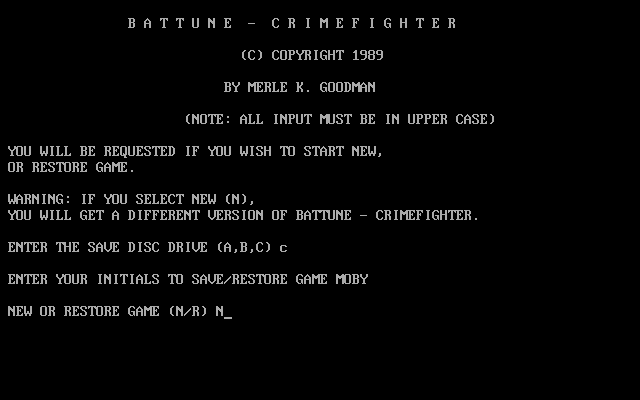 B A T T U N E - C R I M E F I G H T E R
(C) COPYRIGHT 1989
BY MERLE K. GOODMAN
(NOTE: ALL INPUT MUST BE IN UPPER CASE)
YOU WILL BE REQUESTED IF YOU WISH TO START NEW,
OR RESTORE GAME.
WARNING: IF YOU SELECT NEW (N),
YOU WILL GET A DIFFERENT VERSION OF BATTUNE - CRIMEFIGHTER.
ENTER THE SAVE DISC DRIVE (A,B,C) c
ENTER YOUR INITIALS TO SAVE/RESTORE GAME MOBY
NEW OR RESTORE GAME (N/R) N_